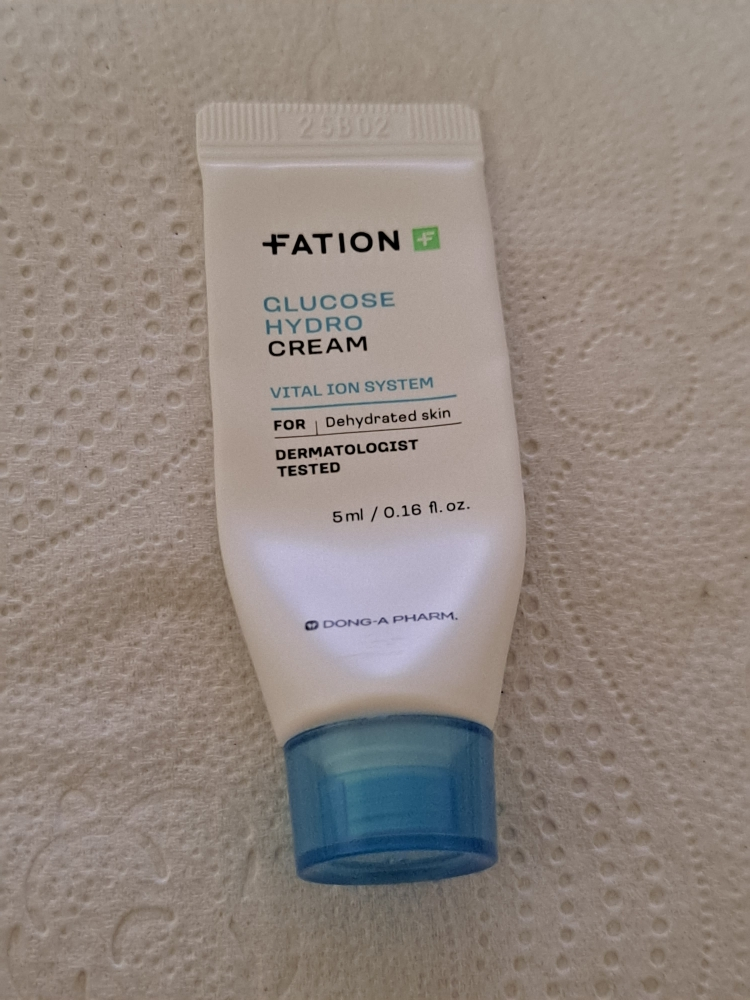 25B02
FATION
GLUCOSE
HYDRO
CREAM
VITAL ION SYSTEM
FOR | Dehydrated skin
DERMATOLOGIST
TESTED
5ml / 0.16 fl.oz.
DONG-A PHARM.